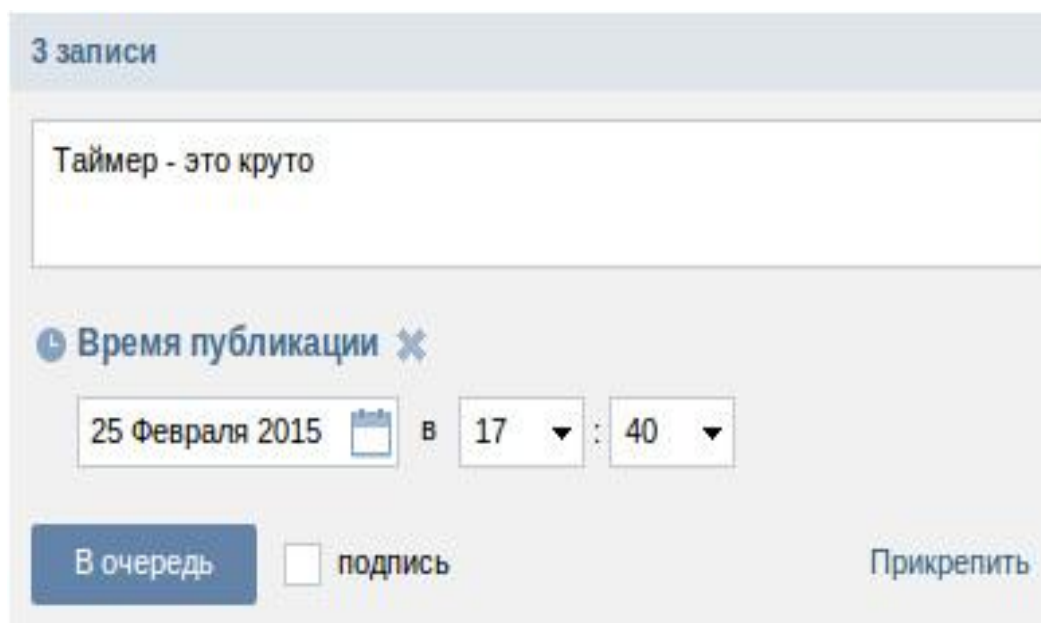 3 записи
Таймер - это круто
Время публикации
25 Февраля 2015 в 17 : 40
В очередь подпись Прикрепить